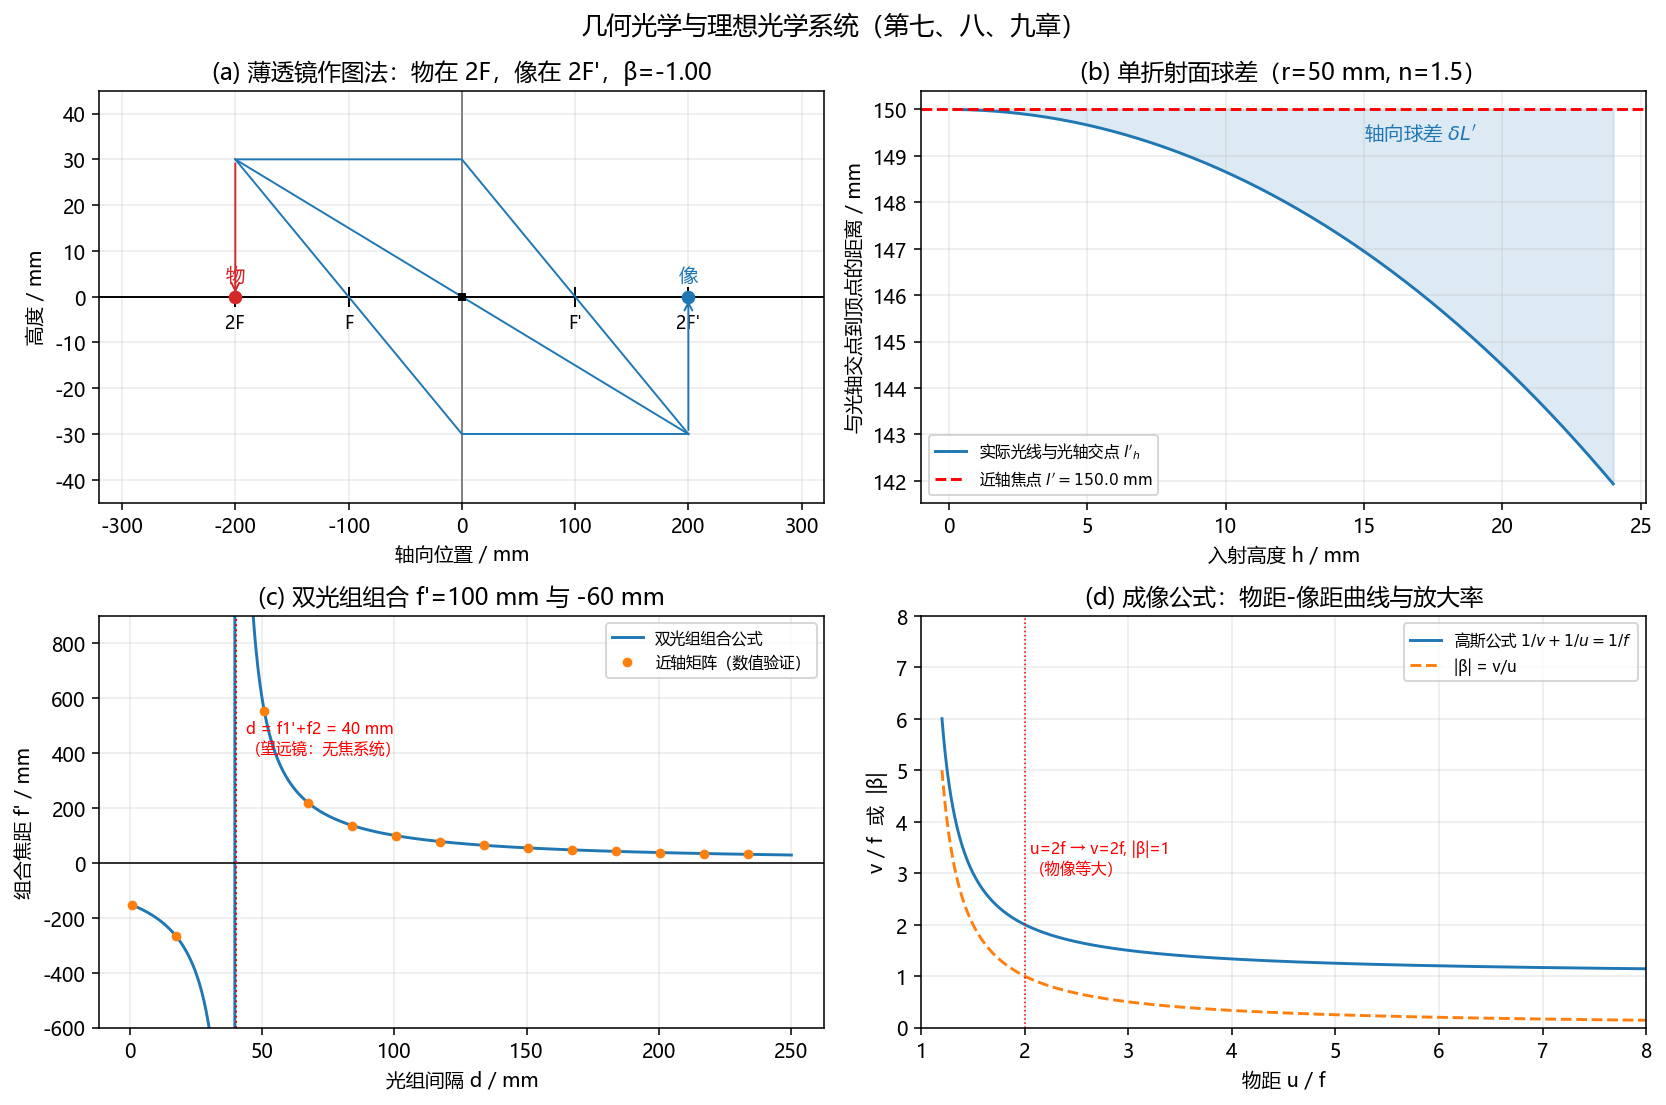 几何光学与理想光学系统（第七、八、九章）
(a) 薄透镜作图法：物在 2F，像在 2F'，β=-1.00
高度 / mm
40
30
20
10
0
-10
-20
-30
-40
物
像
2F
F
F'
2F'
-300
-200
-100
0
100
200
300
轴向位置 / mm
(b) 单折射面球差（r=50 mm, n=1.5）
与光轴交点到顶点的距离 / mm
150
149
148
147
146
145
144
143
142
轴向球差 δL′
实际光线与光轴交点 l′ₕ
近轴焦点 l′ = 150.0 mm
0
5
10
15
20
25
入射高度 h / mm
(c) 双光组组合 f'=100 mm 与 -60 mm
组合焦距 f' / mm
800
600
400
200
0
-200
-400
-600
双光组组合公式
近轴矩阵（数值验证）
d = f1'+f2 = 40 mm
（望远镜：无焦系统）
0
50
100
150
200
250
光组间隔 d / mm
(d) 成像公式：物距-像距曲线与放大率
v / f 或 |β|
8
7
6
5
4
3
2
1
0
高斯公式 1/v + 1/u = 1/f
|β| = v/u
u=2f → v=2f, |β|=1
（物像等大）
1
2
3
4
5
6
7
8
物距 u / f